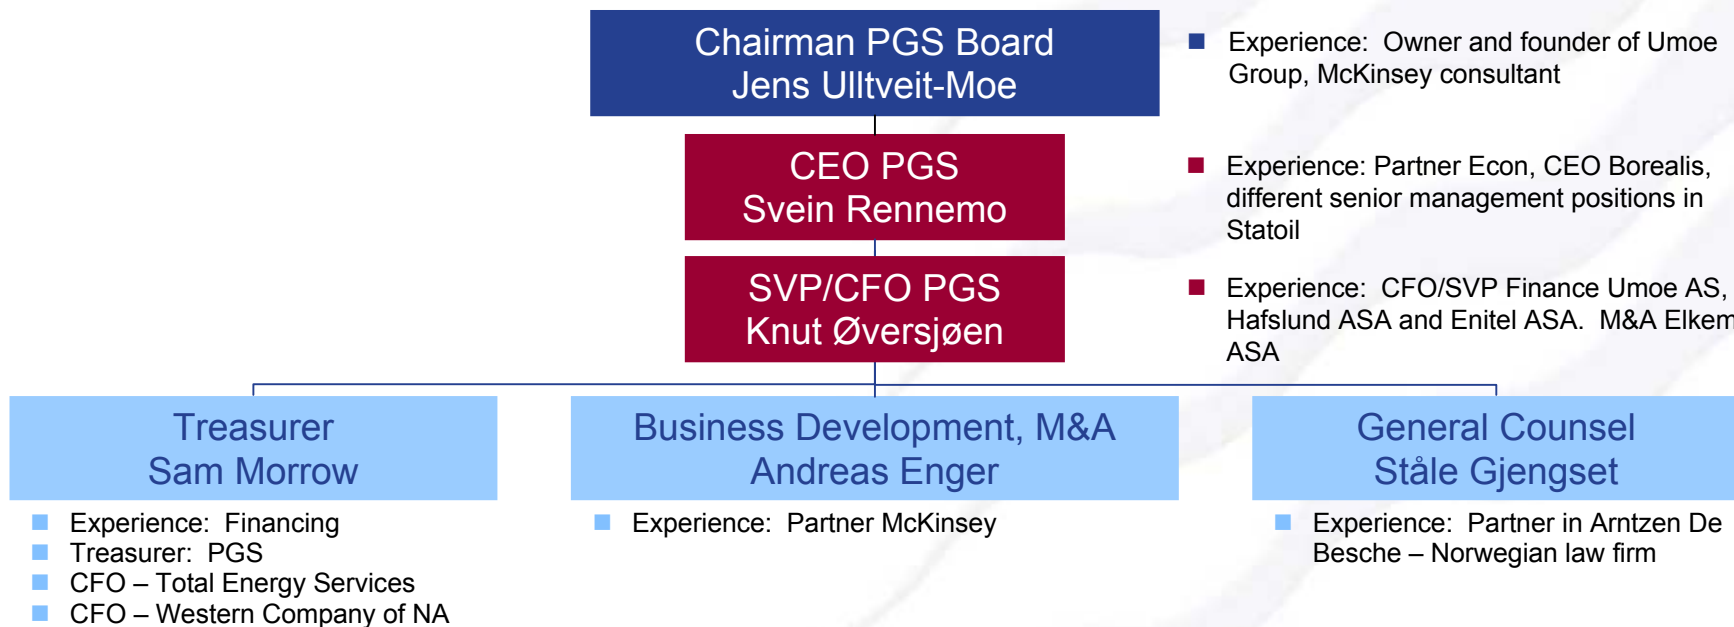 Chairman PGS Board
Jens Ulltveit-Moe
Experience:  Owner and founder of Umoe
Group, McKinsey consultant
CEO PGS
Svein Rennemo
Experience: Partner Econ, CEO Borealis,
different senior management positions in
Statoil
SVP/CFO PGS
Knut Øversjøen
Experience:  CFO/SVP Finance Umoe AS,
Hafslund ASA and Enitel ASA.  M&A Elkem
ASA
Treasurer
Sam Morrow
Experience:  Financing
Treasurer:  PGS
CFO – Total Energy Services
CFO – Western Company of NA
Business Development, M&A
Andreas Enger
Experience:  Partner McKinsey
General Counsel
Ståle Gjengset
Experience:  Partner in Arntzen De
Besche – Norwegian law firm